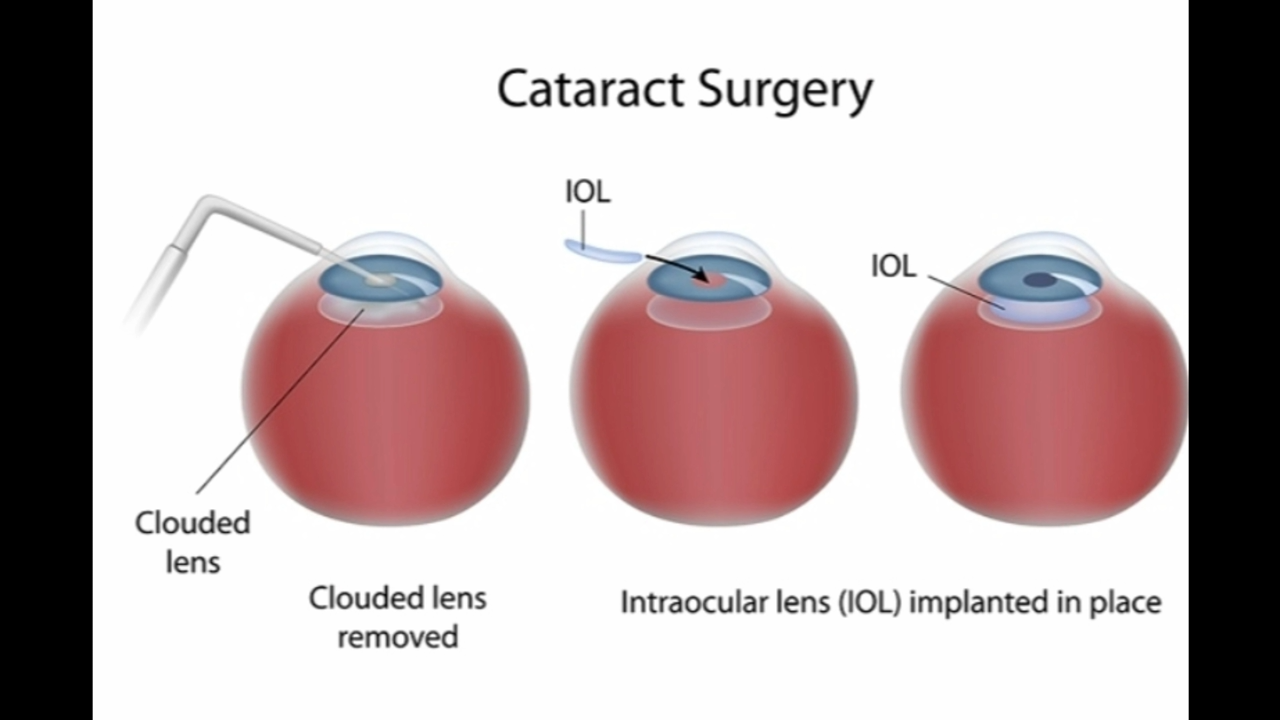 Cataract Surgery
IOL
IOL
Clouded
lens
Clouded lens
removed
Intraocular lens (IOL) implanted in place